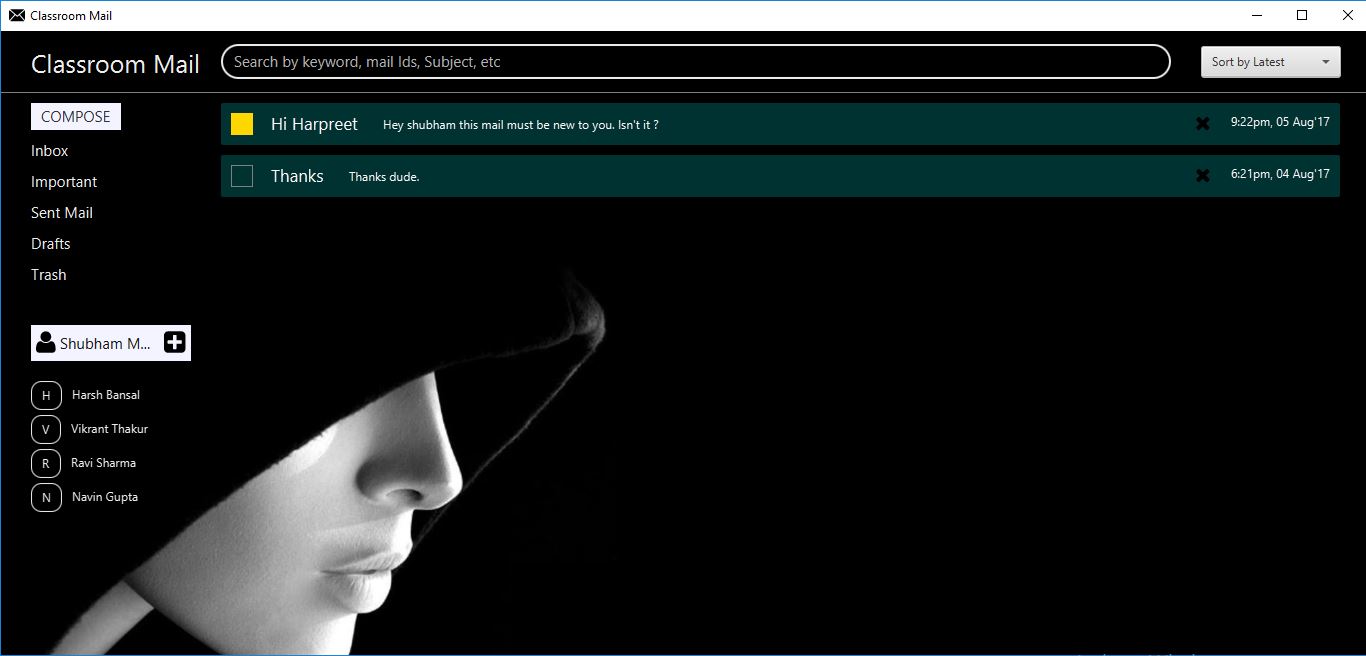 Classroom Mail
Classroom Mail
Search by keyword, mail Ids, Subject, etc
Sort by Latest
COMPOSE
Inbox
Important
Sent Mail
Drafts
Trash
Hi Harpreet Hey shubham this mail must be new to you. Isn't it ? 9:22pm, 05 Aug'17
Thanks Thanks dude. 6:21pm, 04 Aug'17
Shubham M...
H Harsh Bansal
V Vikrant Thakur
R Ravi Sharma
N Navin Gupta